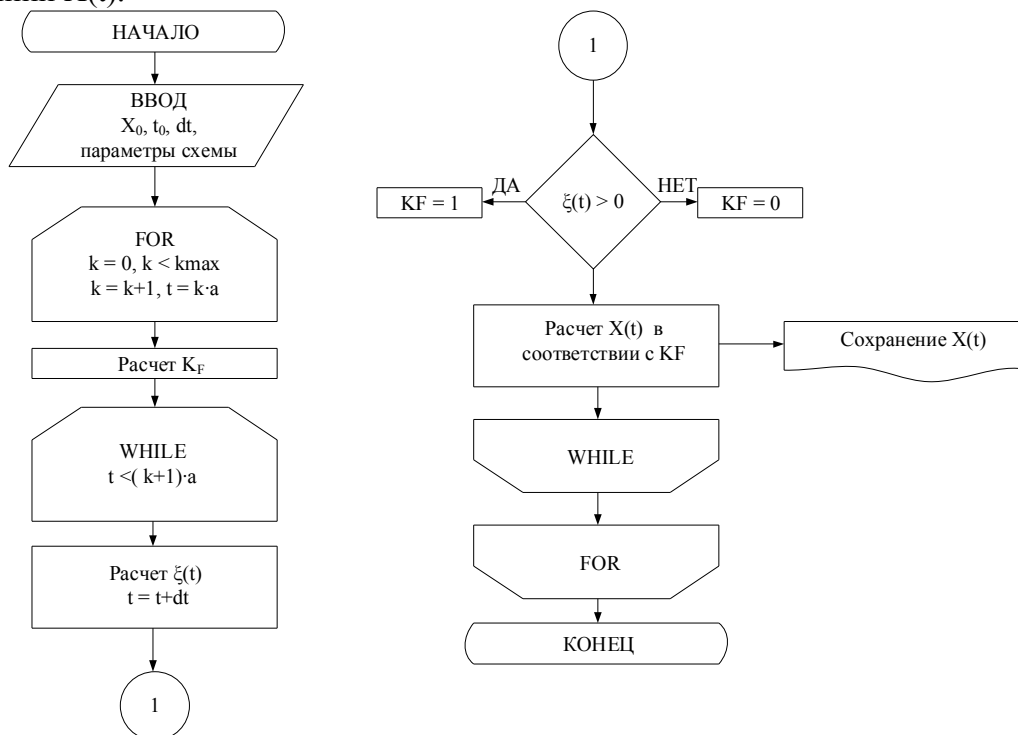 X(t).
НАЧАЛО
ВВОД
X₀, t₀, dt,
параметры схемы
FOR
k = 0, k < kmax
k = k+1, t = k·a
Расчет K_F
WHILE
t <( k+1)·a
Расчет ξ(t)
t = t+dt
1
1
ξ(t) > 0
ДА
НЕТ
KF = 1
KF = 0
Расчет X(t) в
соответствии с KF
Сохранение X(t)
WHILE
FOR
КОНЕЦ